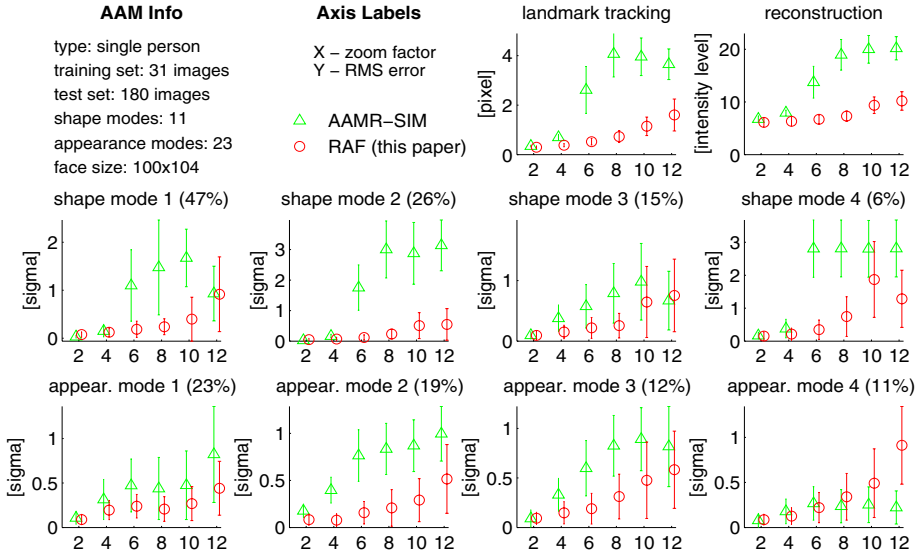 AAM Info
type: single person
training set: 31 images
test set: 180 images
shape modes: 11
appearance modes: 23
face size: 100x104
Axis Labels
X – zoom factor
Y – RMS error
AAMR–SIM
RAF (this paper)
landmark tracking
[pixel]
4
2
0
2 4 6 8 10 12
reconstruction
[intensity level]
20
10
0
2 4 6 8 10 12
shape mode 1 (47%)
[sigma]
2
1
0
2 4 6 8 10 12
shape mode 2 (26%)
[sigma]
3
2
1
0
2 4 6 8 10 12
shape mode 3 (15%)
[sigma]
1
0
2 4 6 8 10 12
shape mode 4 (6%)
[sigma]
3
2
1
0
2 4 6 8 10 12
appear. mode 1 (23%)
[sigma]
1
0.5
0
2 4 6 8 10 12
appear. mode 2 (19%)
[sigma]
1
0.5
0
2 4 6 8 10 12
appear. mode 3 (12%)
[sigma]
1
0.5
0
2 4 6 8 10 12
appear. mode 4 (11%)
[sigma]
1
0.5
0
2 4 6 8 10 12